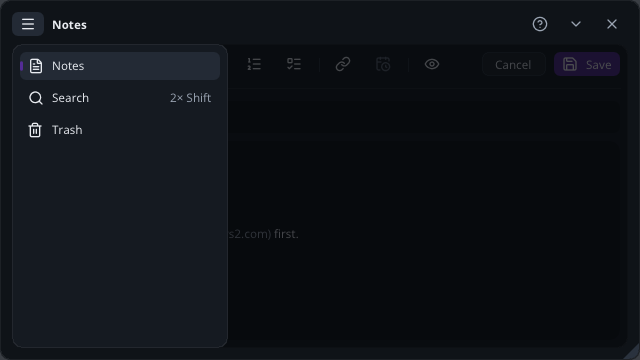 Notes
Notes
Cancel
Save
Search 2× Shift
Trash
s2.com) first.